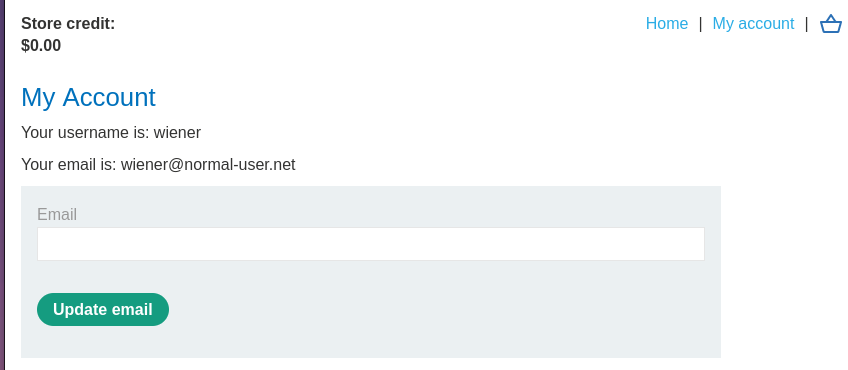 Store credit:
$0.00
Home | My account |
My Account
Your username is: wiener
Your email is: wiener@normal-user.net
Email
Update email